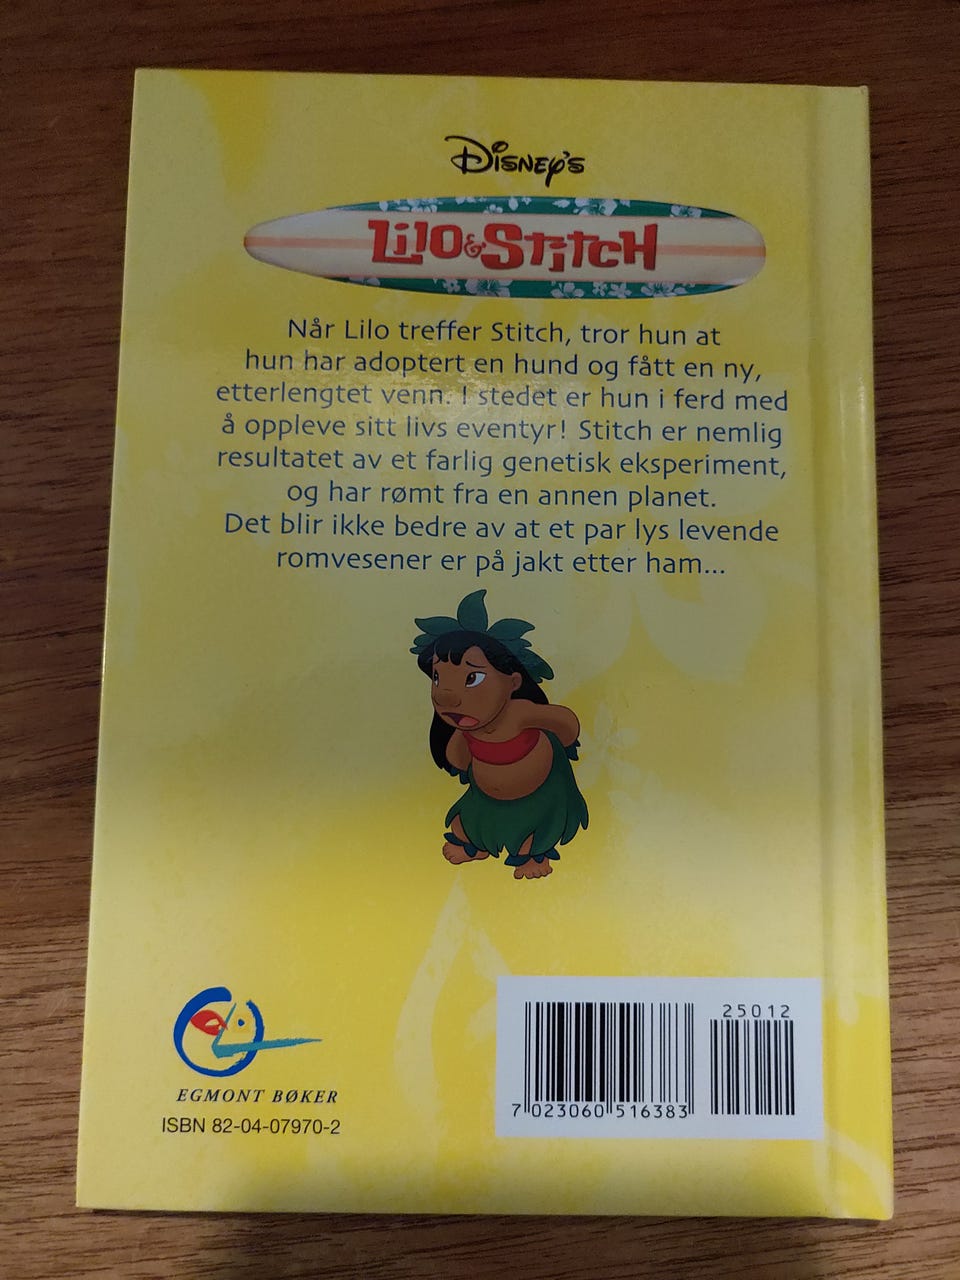 Disney's
Lilo & Stitch
Når Lilo treffer Stitch, tror hun at
hun har adoptert en hund og fått en ny,
etterlengtet venn. I stedet er hun i ferd med
å oppleve sitt livs eventyr! Stitch er nemlig
resultatet av et farlig genetisk eksperiment,
og har rømt fra en annen planet.
Det blir ikke bedre av at et par lys levende
romvesener er på jakt etter ham...
EGMONT BØKER
ISBN 82-04-07970-2
25012
7 023060 516383